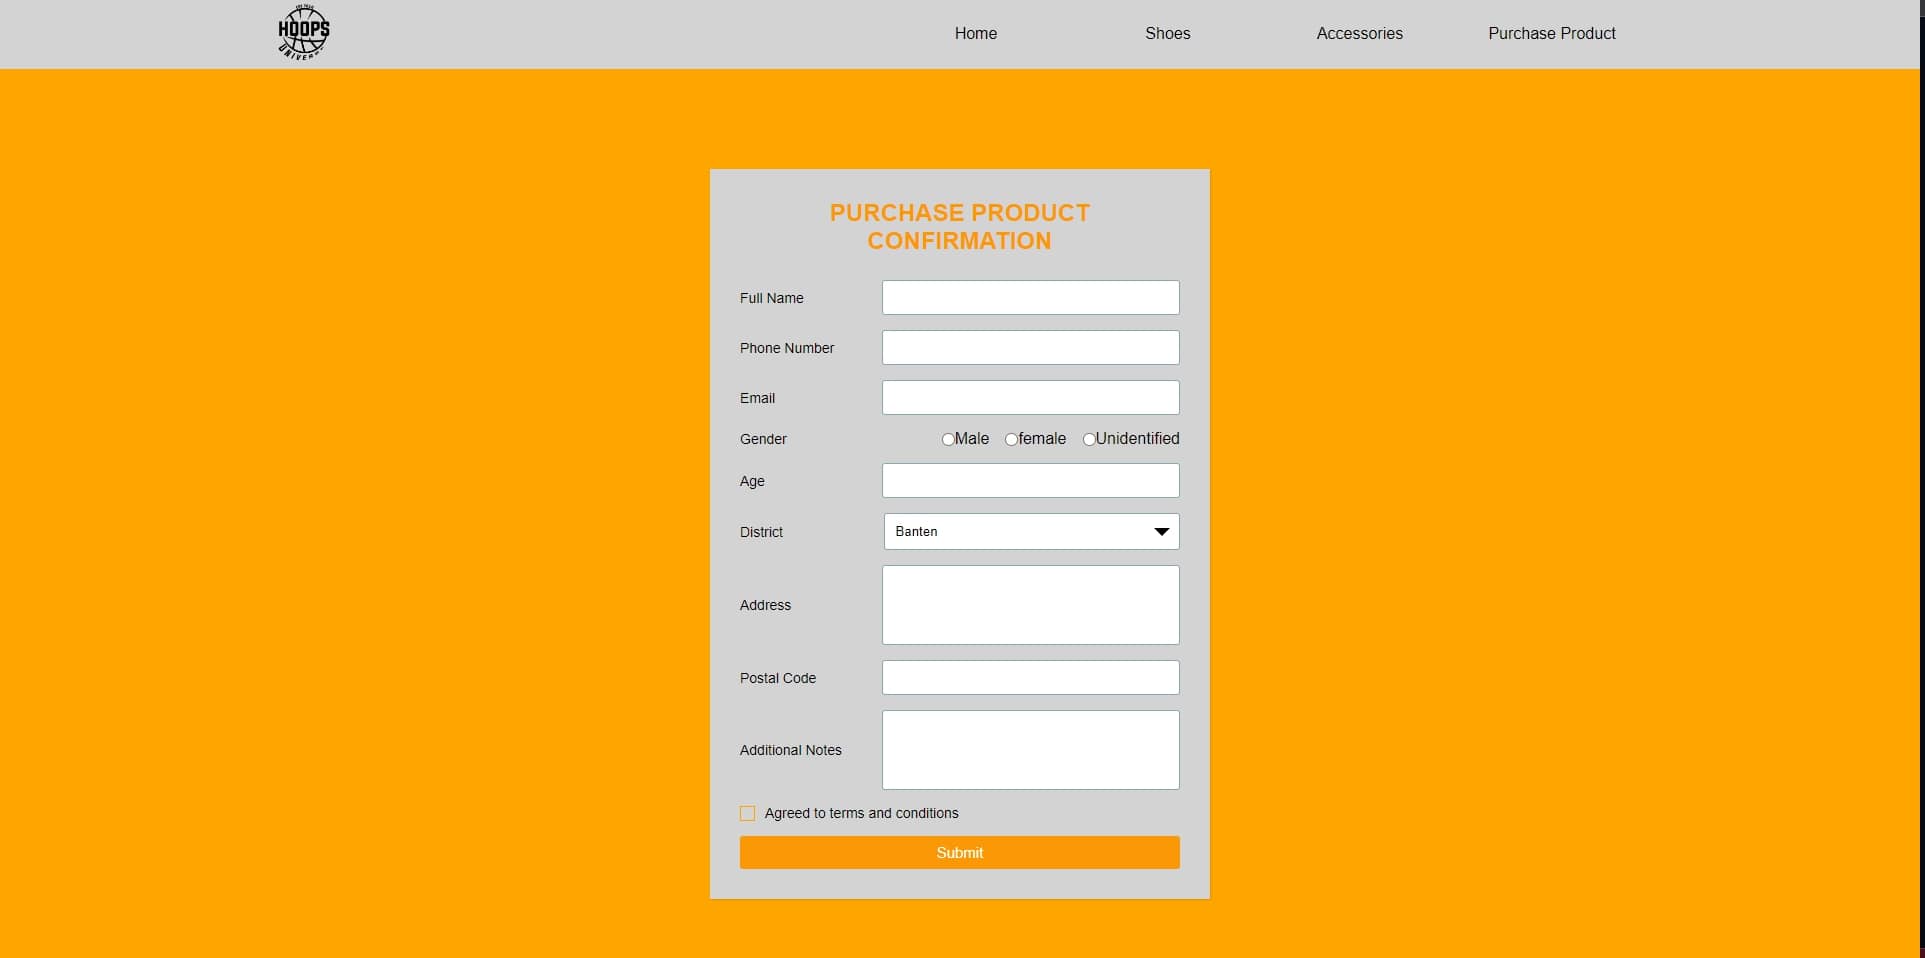 HOOPS
UNIVERSE
Home
Shoes
Accessories
Purchase Product
PURCHASE PRODUCT
CONFIRMATION
Full Name
Phone Number
Email
Gender
Male
female
Unidentified
Age
District
Banten
Address
Postal Code
Additional Notes
Agreed to terms and conditions
Submit